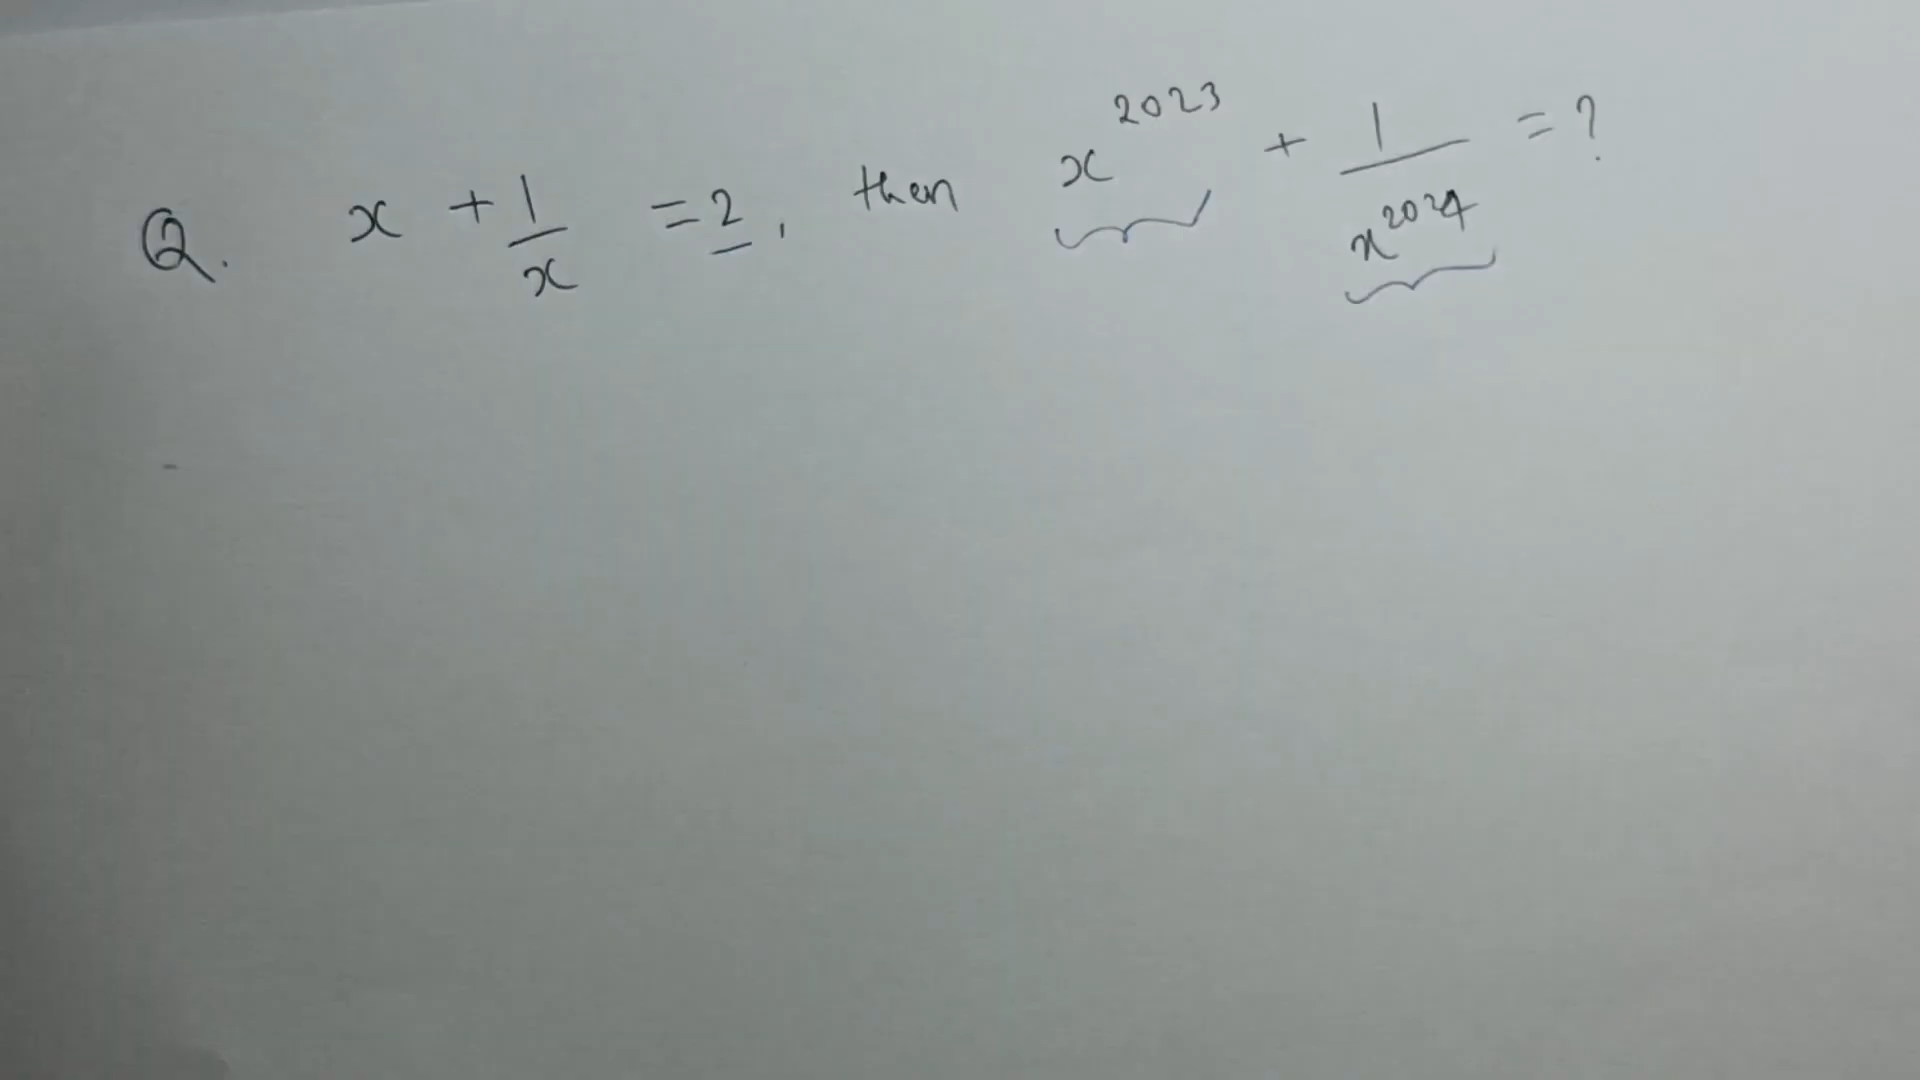 Q. x + 1/x = 2, then x^2023 + 1/x^2024 = ?